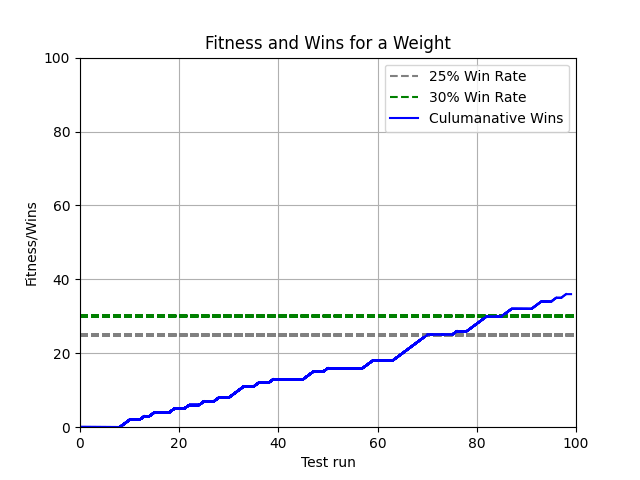 Fitness and Wins for a Weight
100
80
60
40
20
0
Fitness/Wins
25% Win Rate
30% Win Rate
Culumanative Wins
0 20 40 60 80 100
Test run